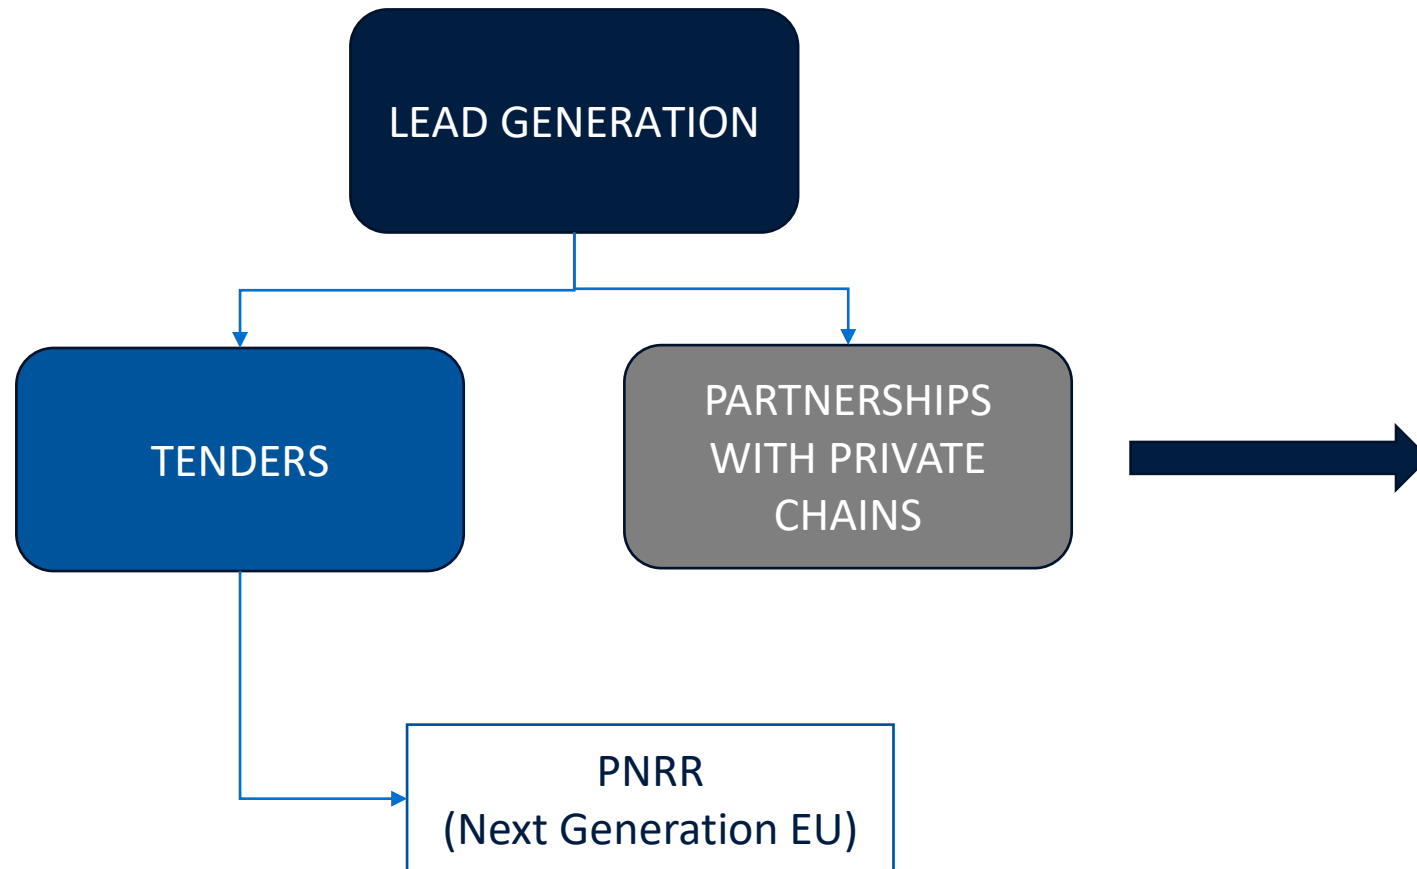 LEAD GENERATION
TENDERS
PARTNERSHIPS
WITH PRIVATE
CHAINS
PNRR
(Next Generation EU)